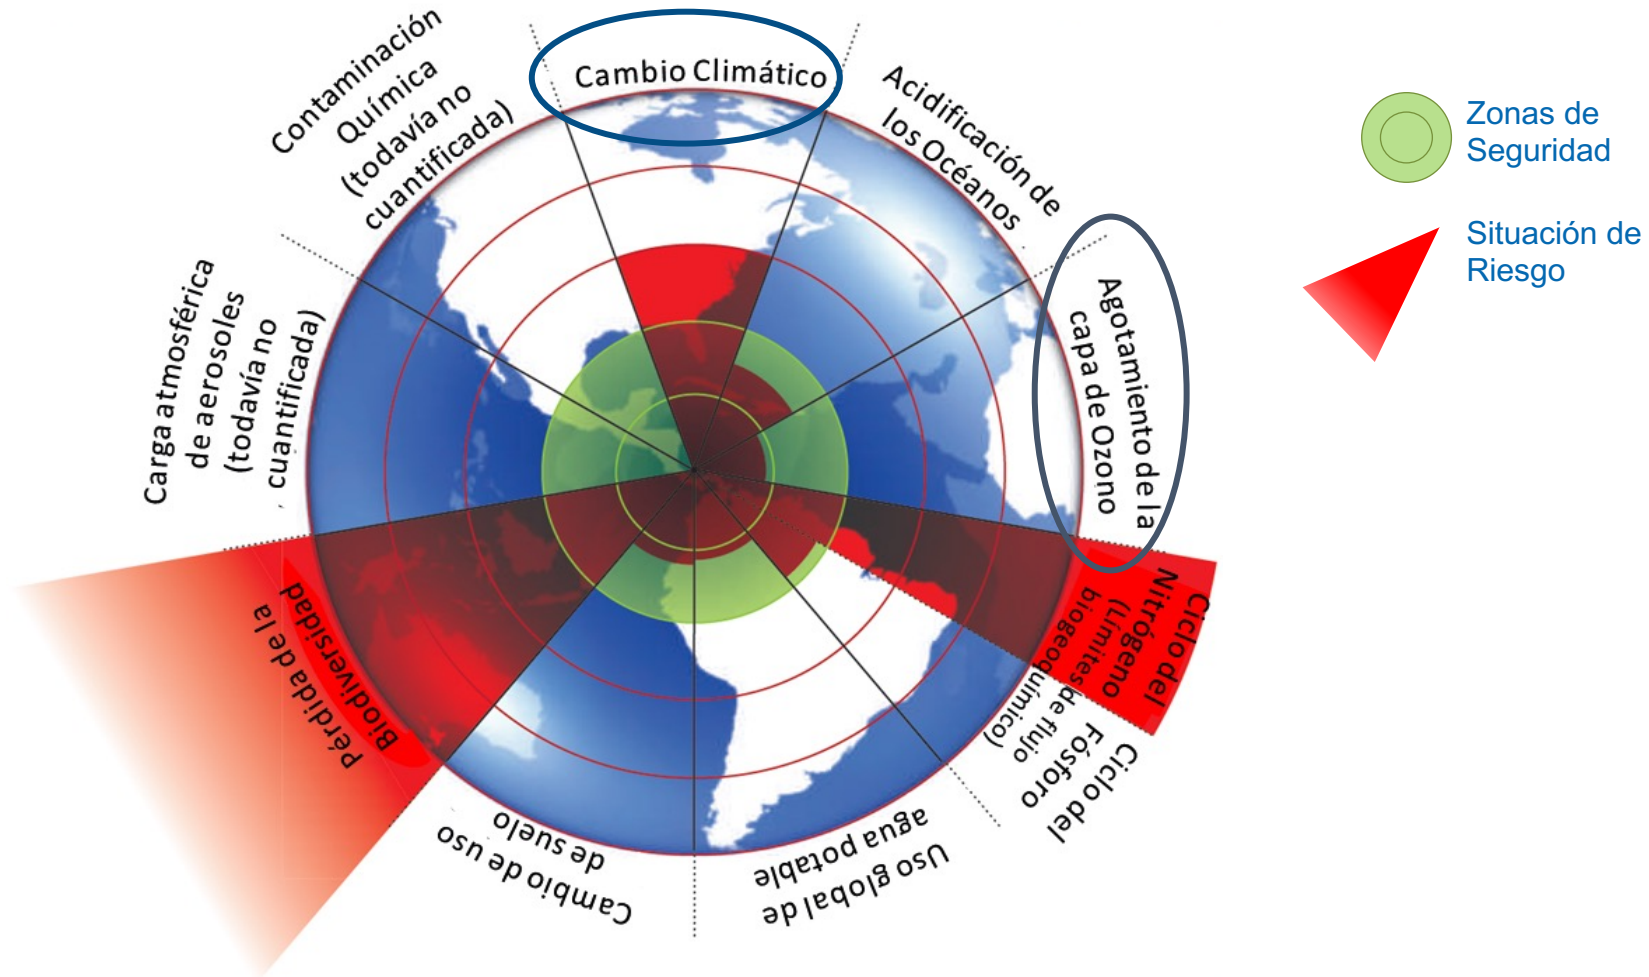 Cambio Climático
Acidificación de
los Océanos
Agotamiento de la
capa de Ozono
Ciclo del
Nitrógeno
(Límites de flujo
biogeoquímico)
Fósforo
Ciclo del
Uso global de
agua potable
Cambio de uso
de suelo
Pérdida de la
Biodiversidad
Carga atmosférica
de aerosoles
(todavía no
cuantificada)
Contaminación
Química
(todavía no
cuantificada)
Zonas de
Seguridad
Situación de
Riesgo